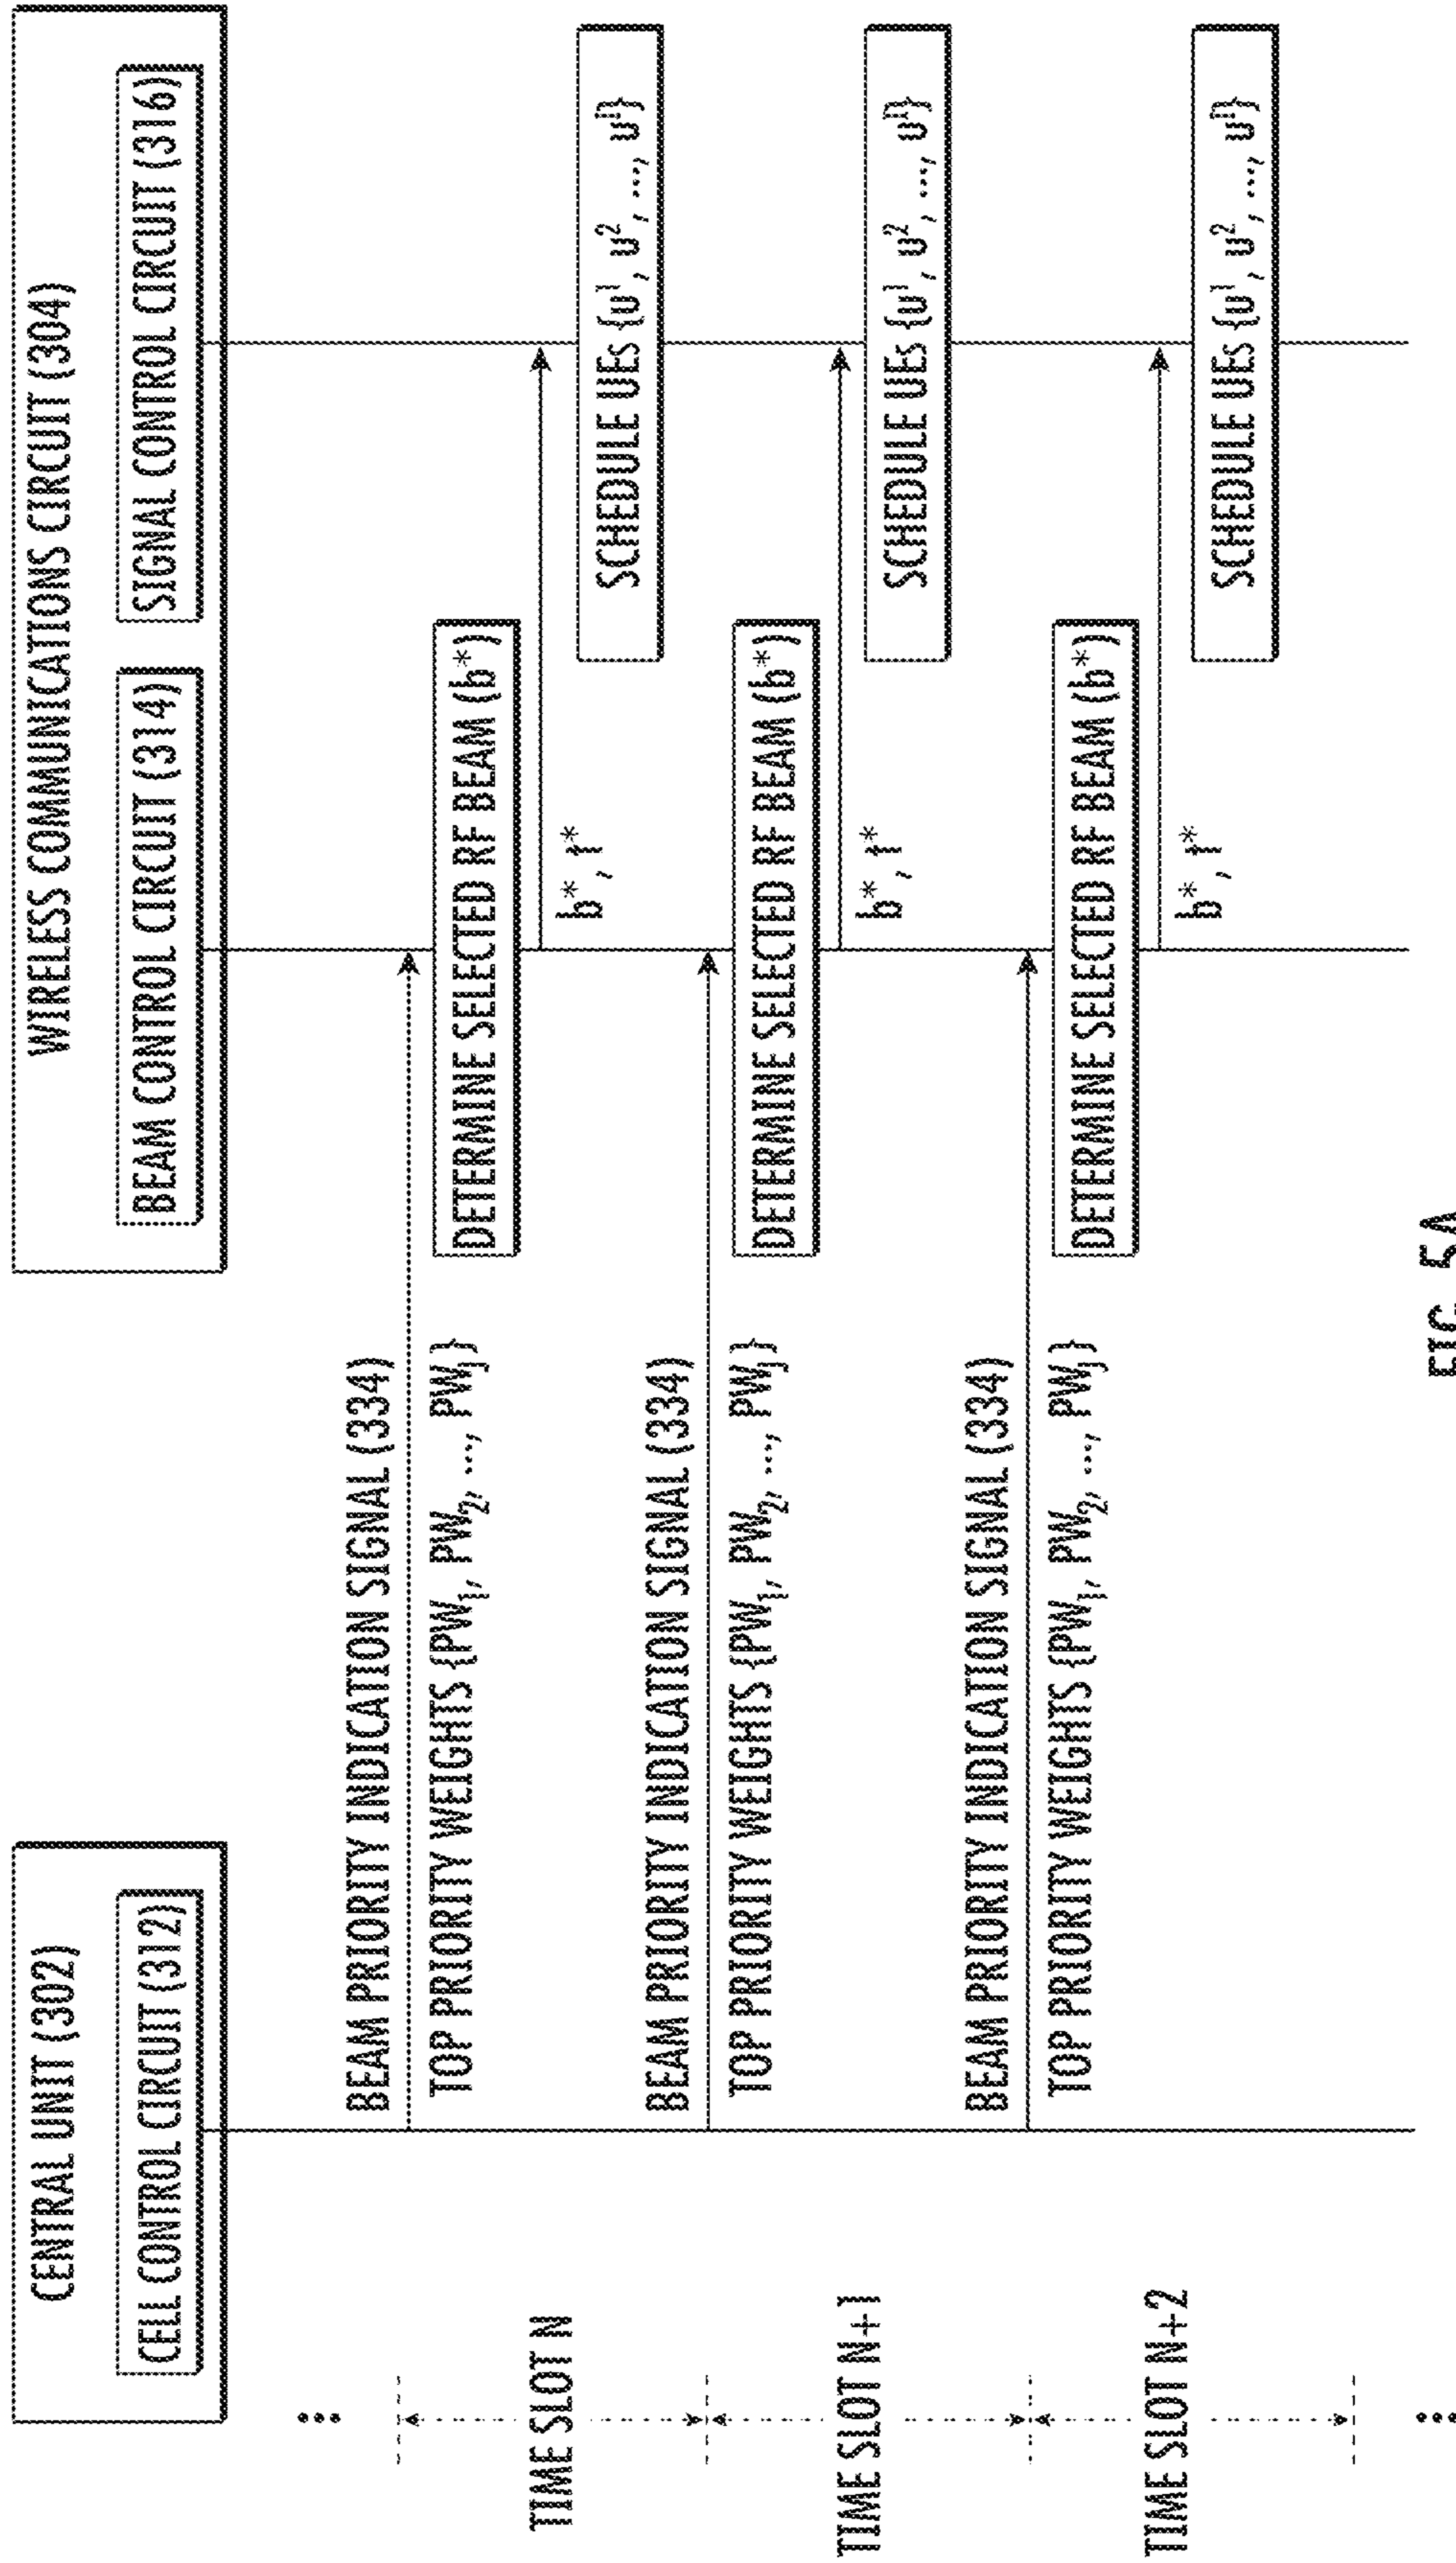 CENTRAL UNIT (302)
CELL CONTROL CIRCUIT (312)
WIRELESS COMMUNICATIONS CIRCUIT (304)
BEAM CONTROL CIRCUIT (314)
SIGNAL CONTROL CIRCUIT (316)
TIME SLOT N
BEAM PRIORITY INDICATION SIGNAL (334)
TOP PRIORITY WEIGHTS {PW₁, PW₂, ..., PWⱼ}
DETERMINE SELECTED RF BEAM (b*)
b*, f*
SCHEDULE UEs {u¹, u², ..., uᴵ}
TIME SLOT N+1
BEAM PRIORITY INDICATION SIGNAL (334)
TOP PRIORITY WEIGHTS {PW₁, PW₂, ..., PWⱼ}
DETERMINE SELECTED RF BEAM (b*)
b*, f*
SCHEDULE UEs {u¹, u², ..., uᴵ}
TIME SLOT N+2
BEAM PRIORITY INDICATION SIGNAL (334)
TOP PRIORITY WEIGHTS {PW₁, PW₂, ..., PWⱼ}
DETERMINE SELECTED RF BEAM (b*)
b*, f*
SCHEDULE UEs {u¹, u², ..., uᴵ}
FIG. 5A